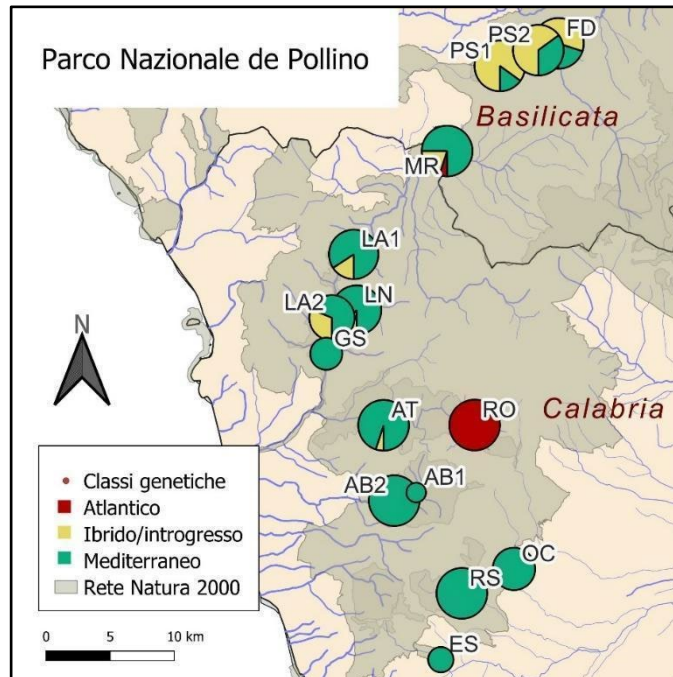 Parco Nazionale de Pollino
PS1
PS2
FD
Basilicata
MR
LA1
LA2
LN
GS
N
AT
RO
Calabria
AB2
AB1
OC
RS
ES
Classi genetiche
Atlantico
Ibrido/introgresso
Mediterraneo
Rete Natura 2000
0 5 10 km